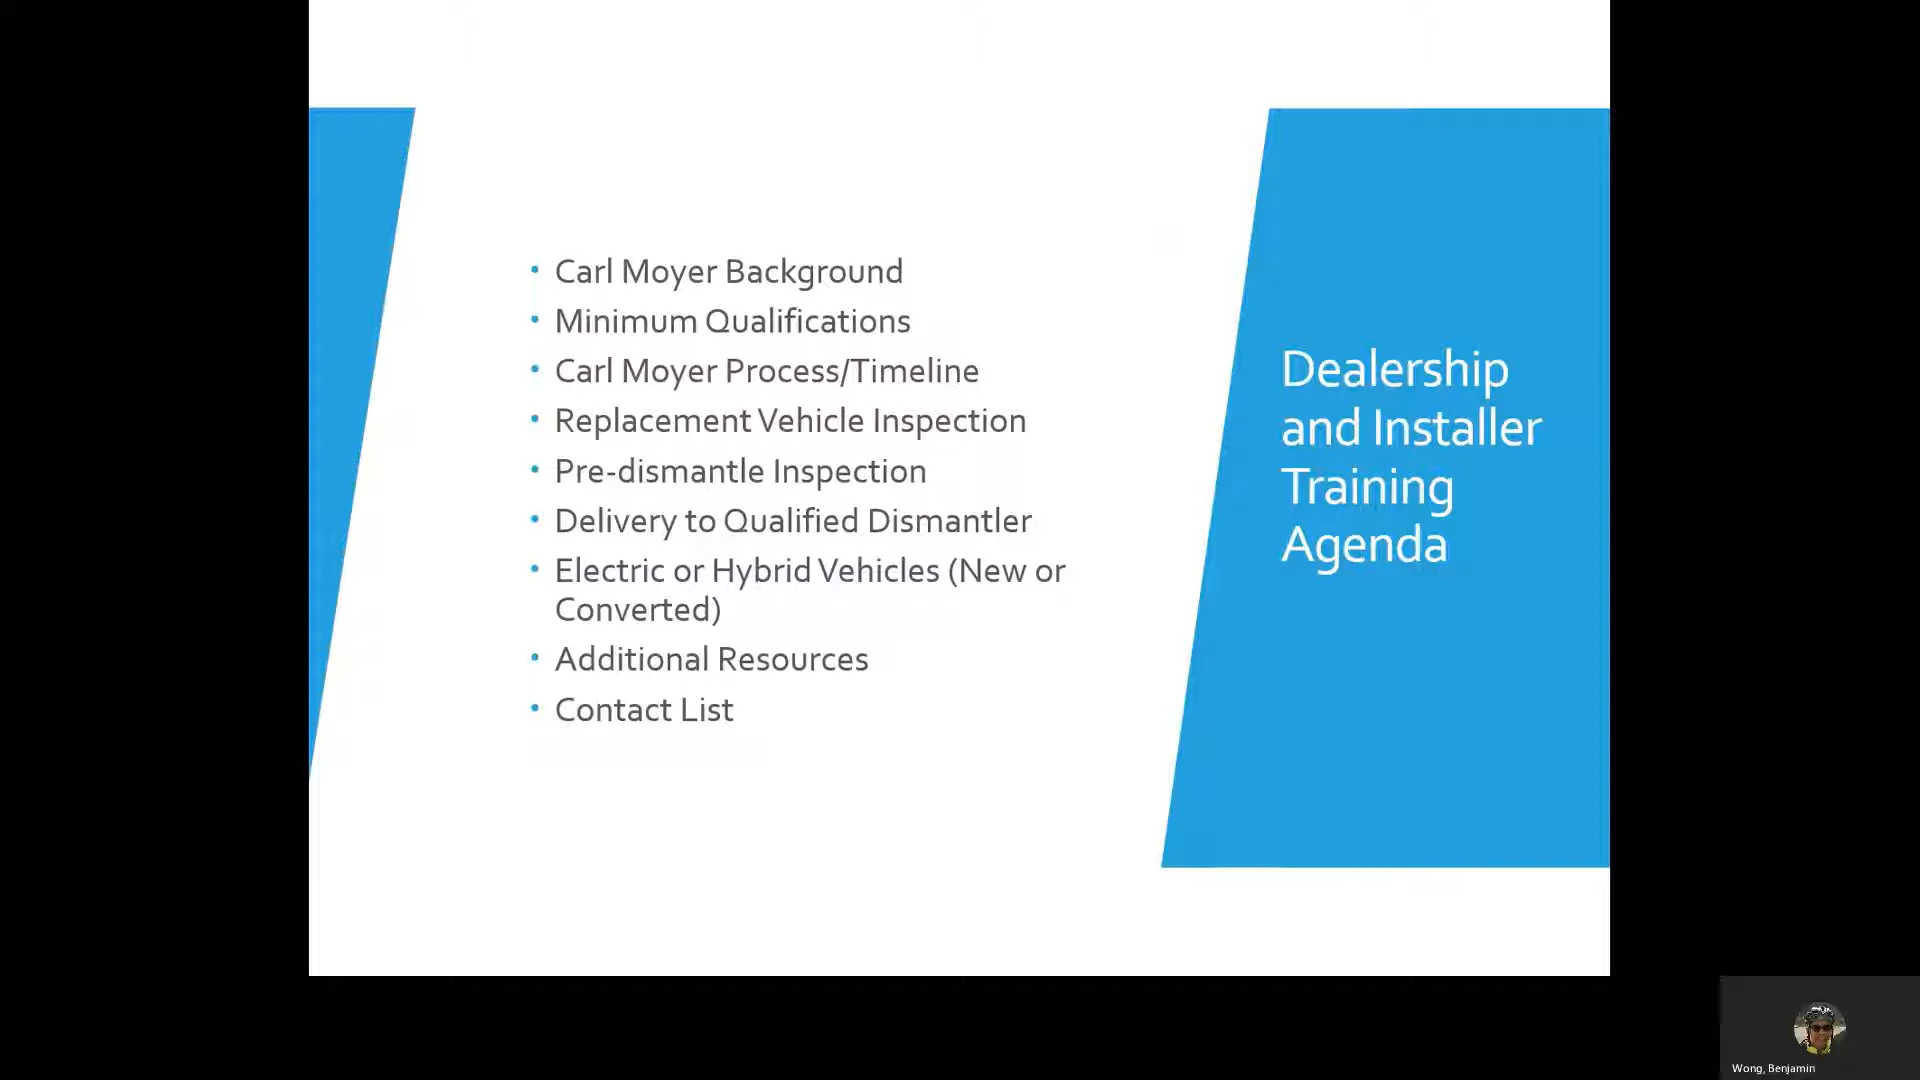 • Carl Moyer Background
• Minimum Qualifications
• Carl Moyer Process/Timeline
• Replacement Vehicle Inspection
• Pre-dismantle Inspection
• Delivery to Qualified Dismantler
• Electric or Hybrid Vehicles (New or
Converted)
• Additional Resources
• Contact List
Dealership
and Installer
Training
Agenda
Wong, Benjamin